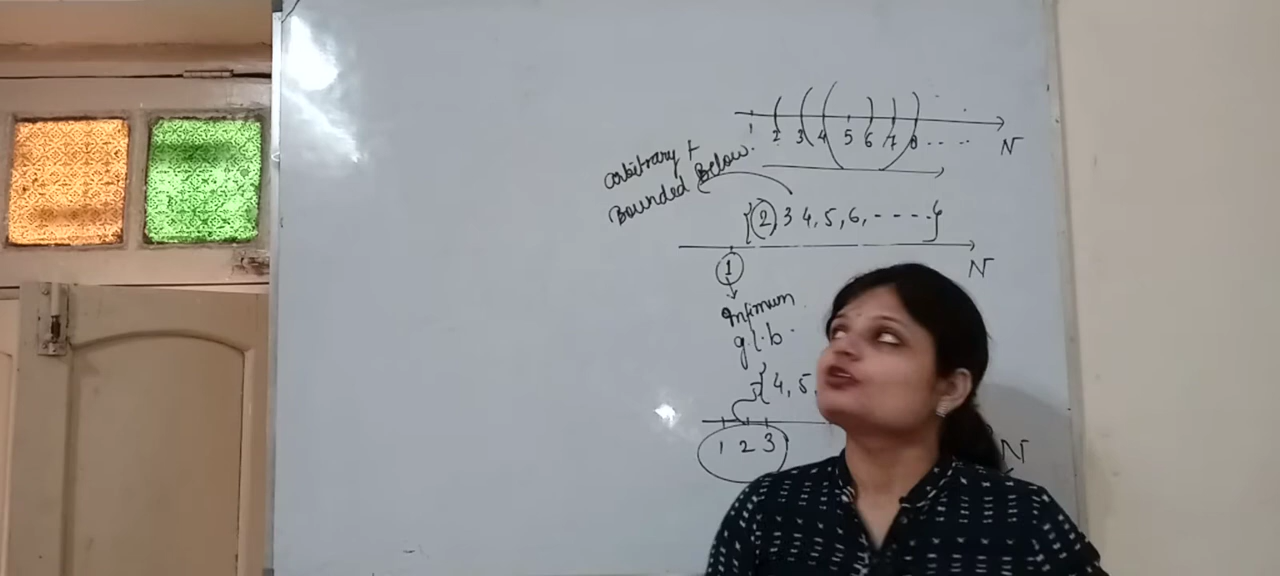 1 2 3 4 5 6 7 8 .... N
arbitrary +
Bounded Below.
{2, 3 4, 5, 6, - - - - }
1 N
Infimum
g.l.b.
{4, 5,
1 2 3 N